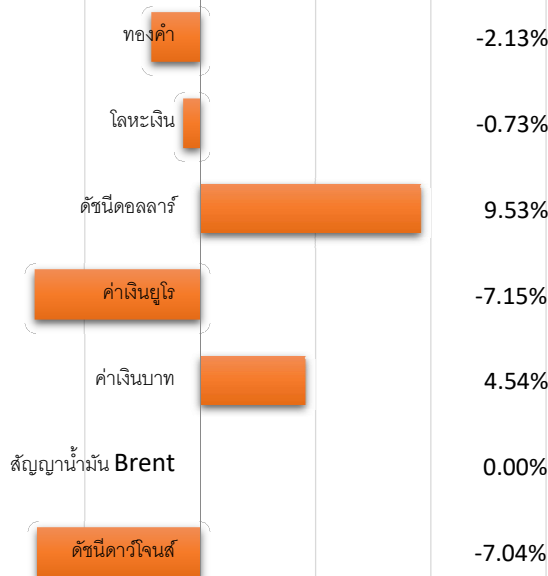 ทองคำ -2.13%
โลหะเงิน -0.73%
ดัชนีดอลลาร์ 9.53%
ค่าเงินยูโร -7.15%
ค่าเงินบาท 4.54%
สัญญาน้ำมัน Brent 0.00%
ดัชนีดาว์โจนส์ -7.04%